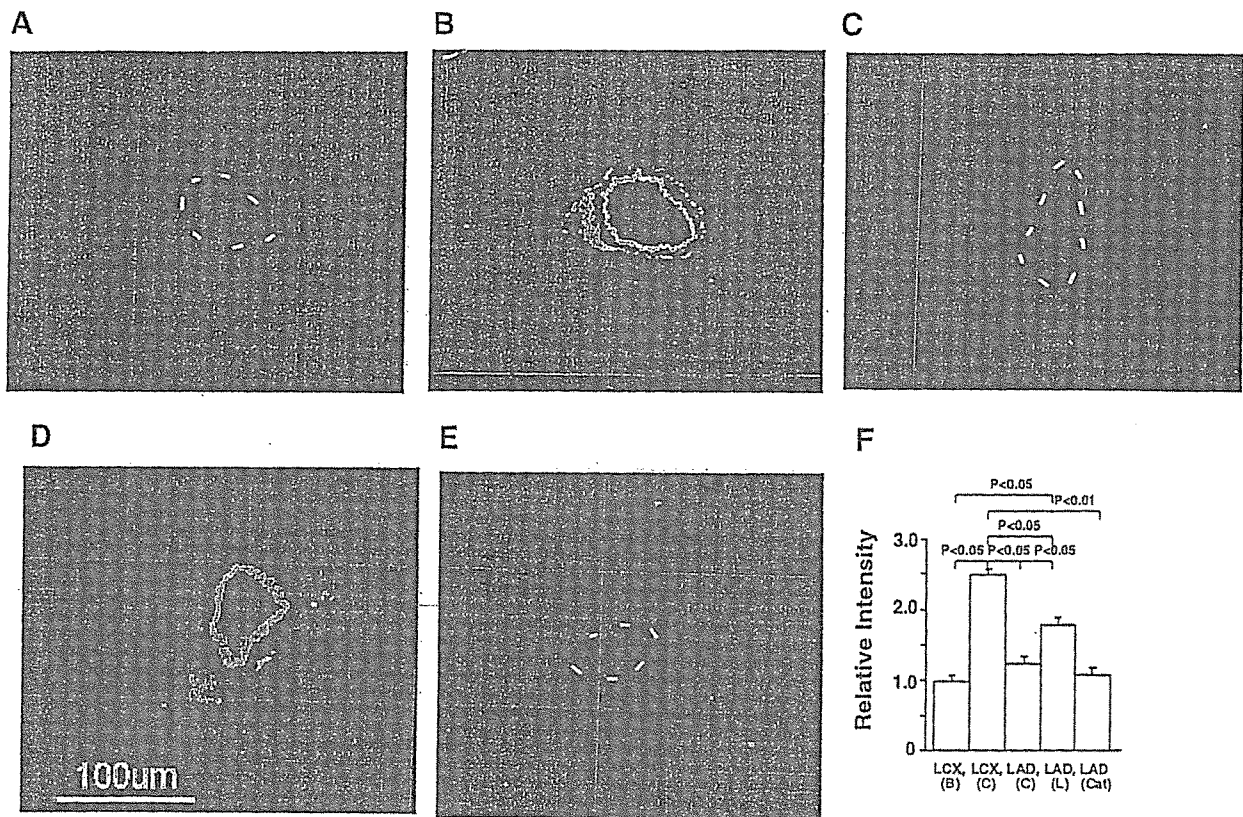 A
B
C
D
100um
E
F
P<0.05
P<0.01
P<0.05
P<0.05 P<0.05 P<0.05
Relative Intensity
3.0
2.0
1.0
0
LCX, LCX, LAD, LAD, LAD
(B) (C) (C) (L) (Cat)